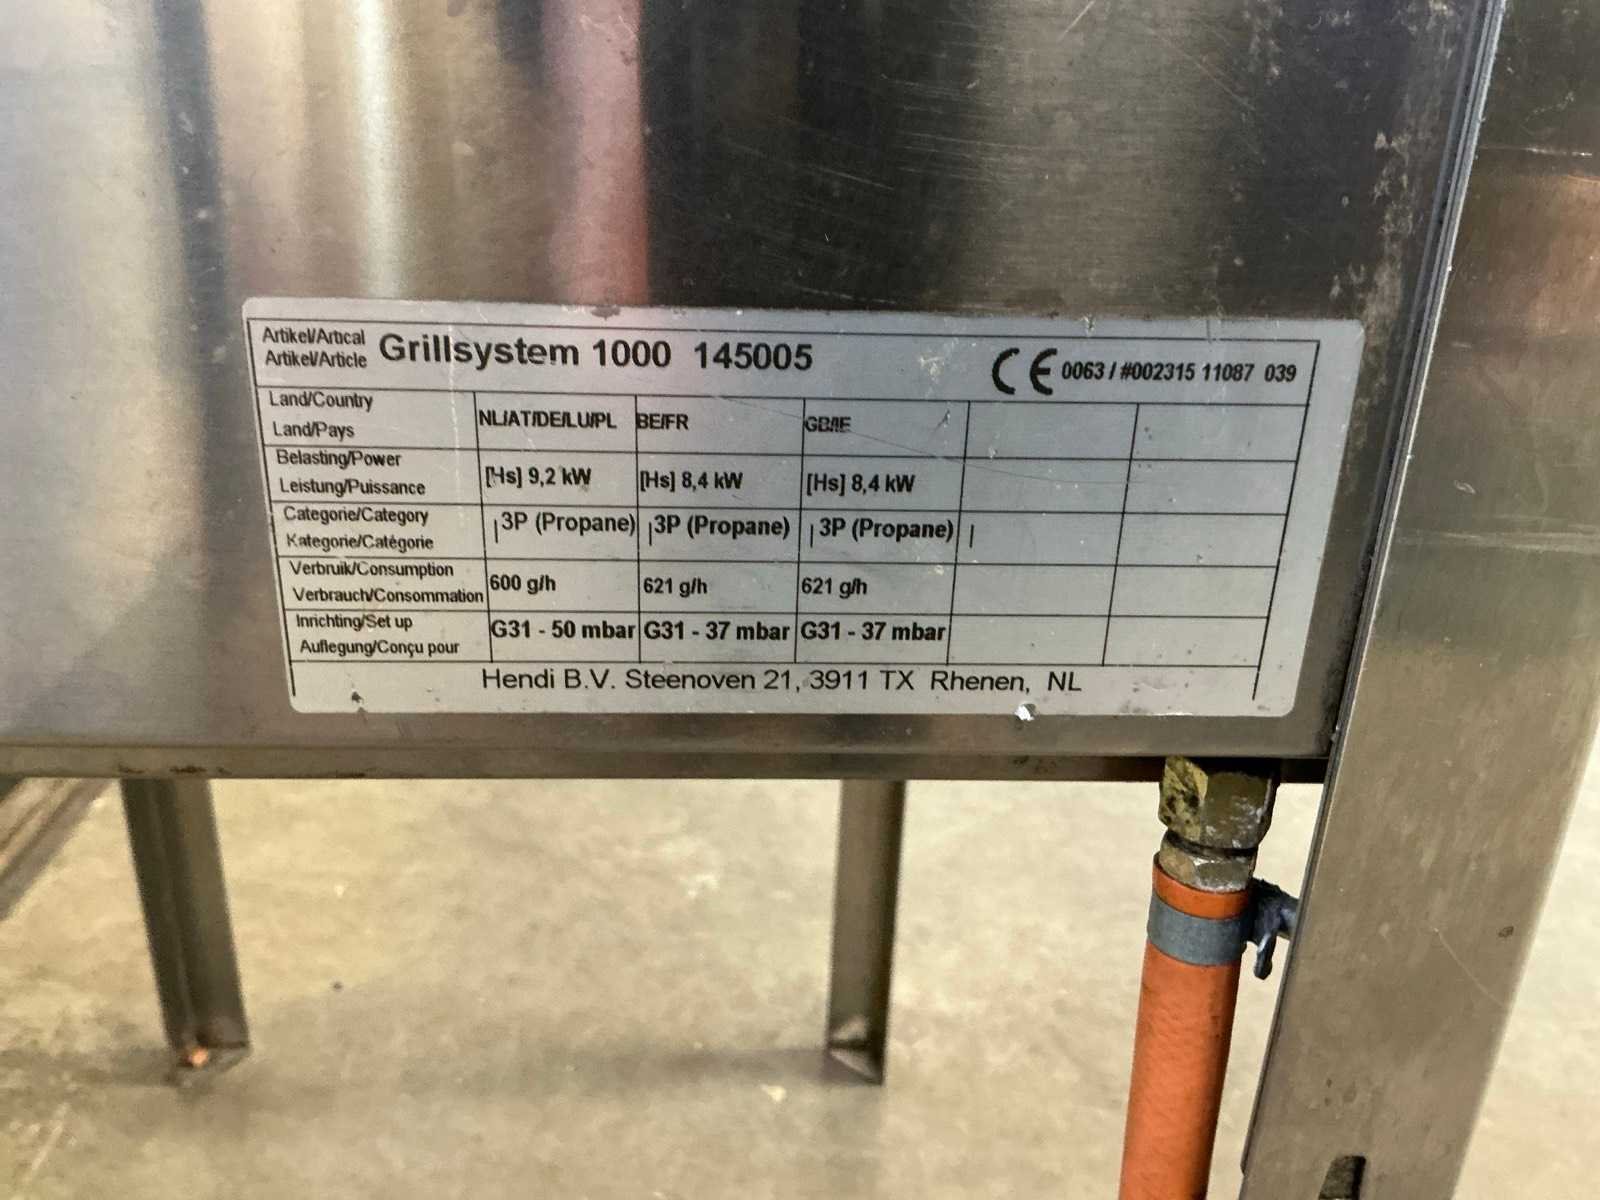 Artikel/Artical
Artikel/Article
Grillsystem 1000 145005
CE 0063 / #002315 11087 039
Land/Country
Land/Pays
NL/AT/DE/LU/PL
BE/FR
GB/IE
Belasting/Power
Leistung/Puissance
[Hs] 9,2 kW
[Hs] 8,4 kW
[Hs] 8,4 kW
Categorie/Category
Kategorie/Catégorie
| 3P (Propane)
| 3P (Propane)
| 3P (Propane)
|
Verbruik/Consumption
Verbrauch/Consommation
600 g/h
621 g/h
621 g/h
Inrichting/Set up
Auflegung/Conçu pour
G31 - 50 mbar
G31 - 37 mbar
G31 - 37 mbar
Hendi B.V. Steenoven 21, 3911 TX Rhenen, NL